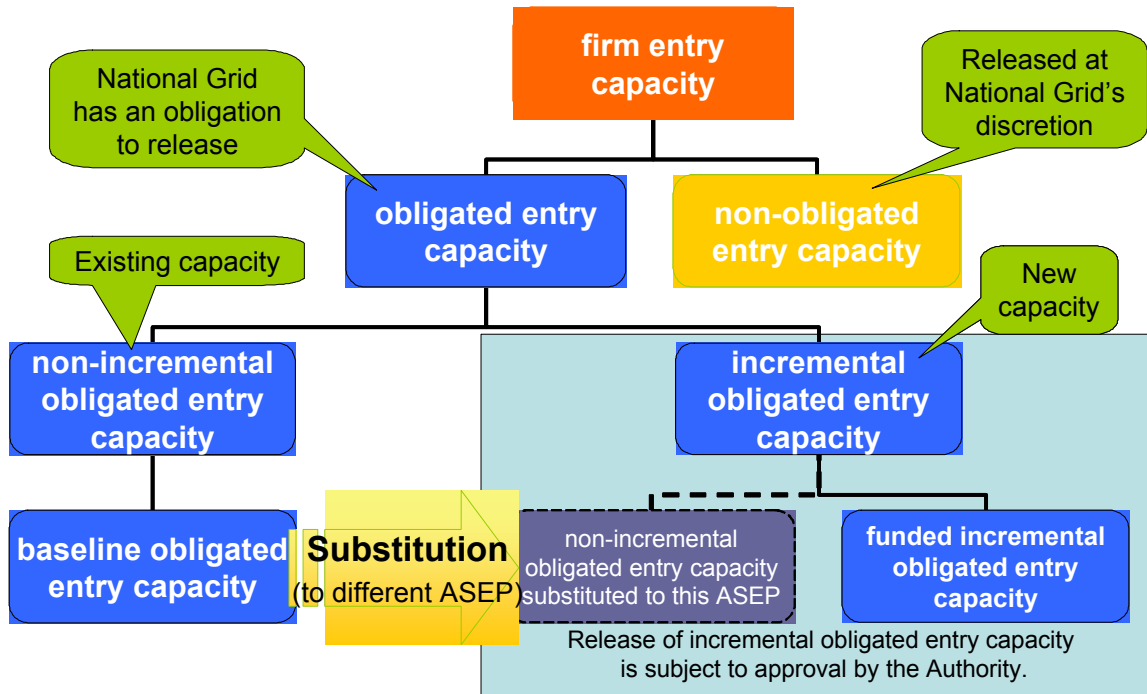 firm entry
capacity
National Grid
has an obligation
to release
Released at
National Grid's
discretion
obligated entry
capacity
non-obligated
entry capacity
Existing capacity
New
capacity
non-incremental
obligated entry
capacity
incremental
obligated entry
capacity
baseline obligated
entry capacity
Substitution
(to different ASEP)
non-incremental
obligated entry capacity
substituted to this ASEP
funded incremental
obligated entry
capacity
Release of incremental obligated entry capacity
is subject to approval by the Authority.